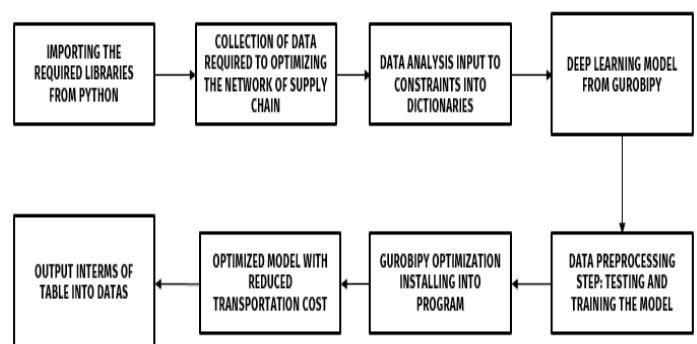 IMPORTING THE
REQUIRED LIBRARIES
FROM PYTHON
COLLECTION OF DATA
REQUIRED TO OPTIMIZING
THE NETWORK OF SUPPLY
CHAIN
DATA ANALYSIS INPUT TO
CONSTRAINTS INTO
DICTIONARIES
DEEP LEARNING MODEL
FROM GUROBIPY
DATA PREPROCESSING
STEP: TESTING AND
TRAINING THE MODEL
GUROBIPY OPTIMIZATION
INSTALLING INTO
PROGRAM
OPTIMIZED MODEL WITH
REDUCED
TRANSPORTATION COST
OUTPUT INTERMS OF
TABLE INTO DATAS